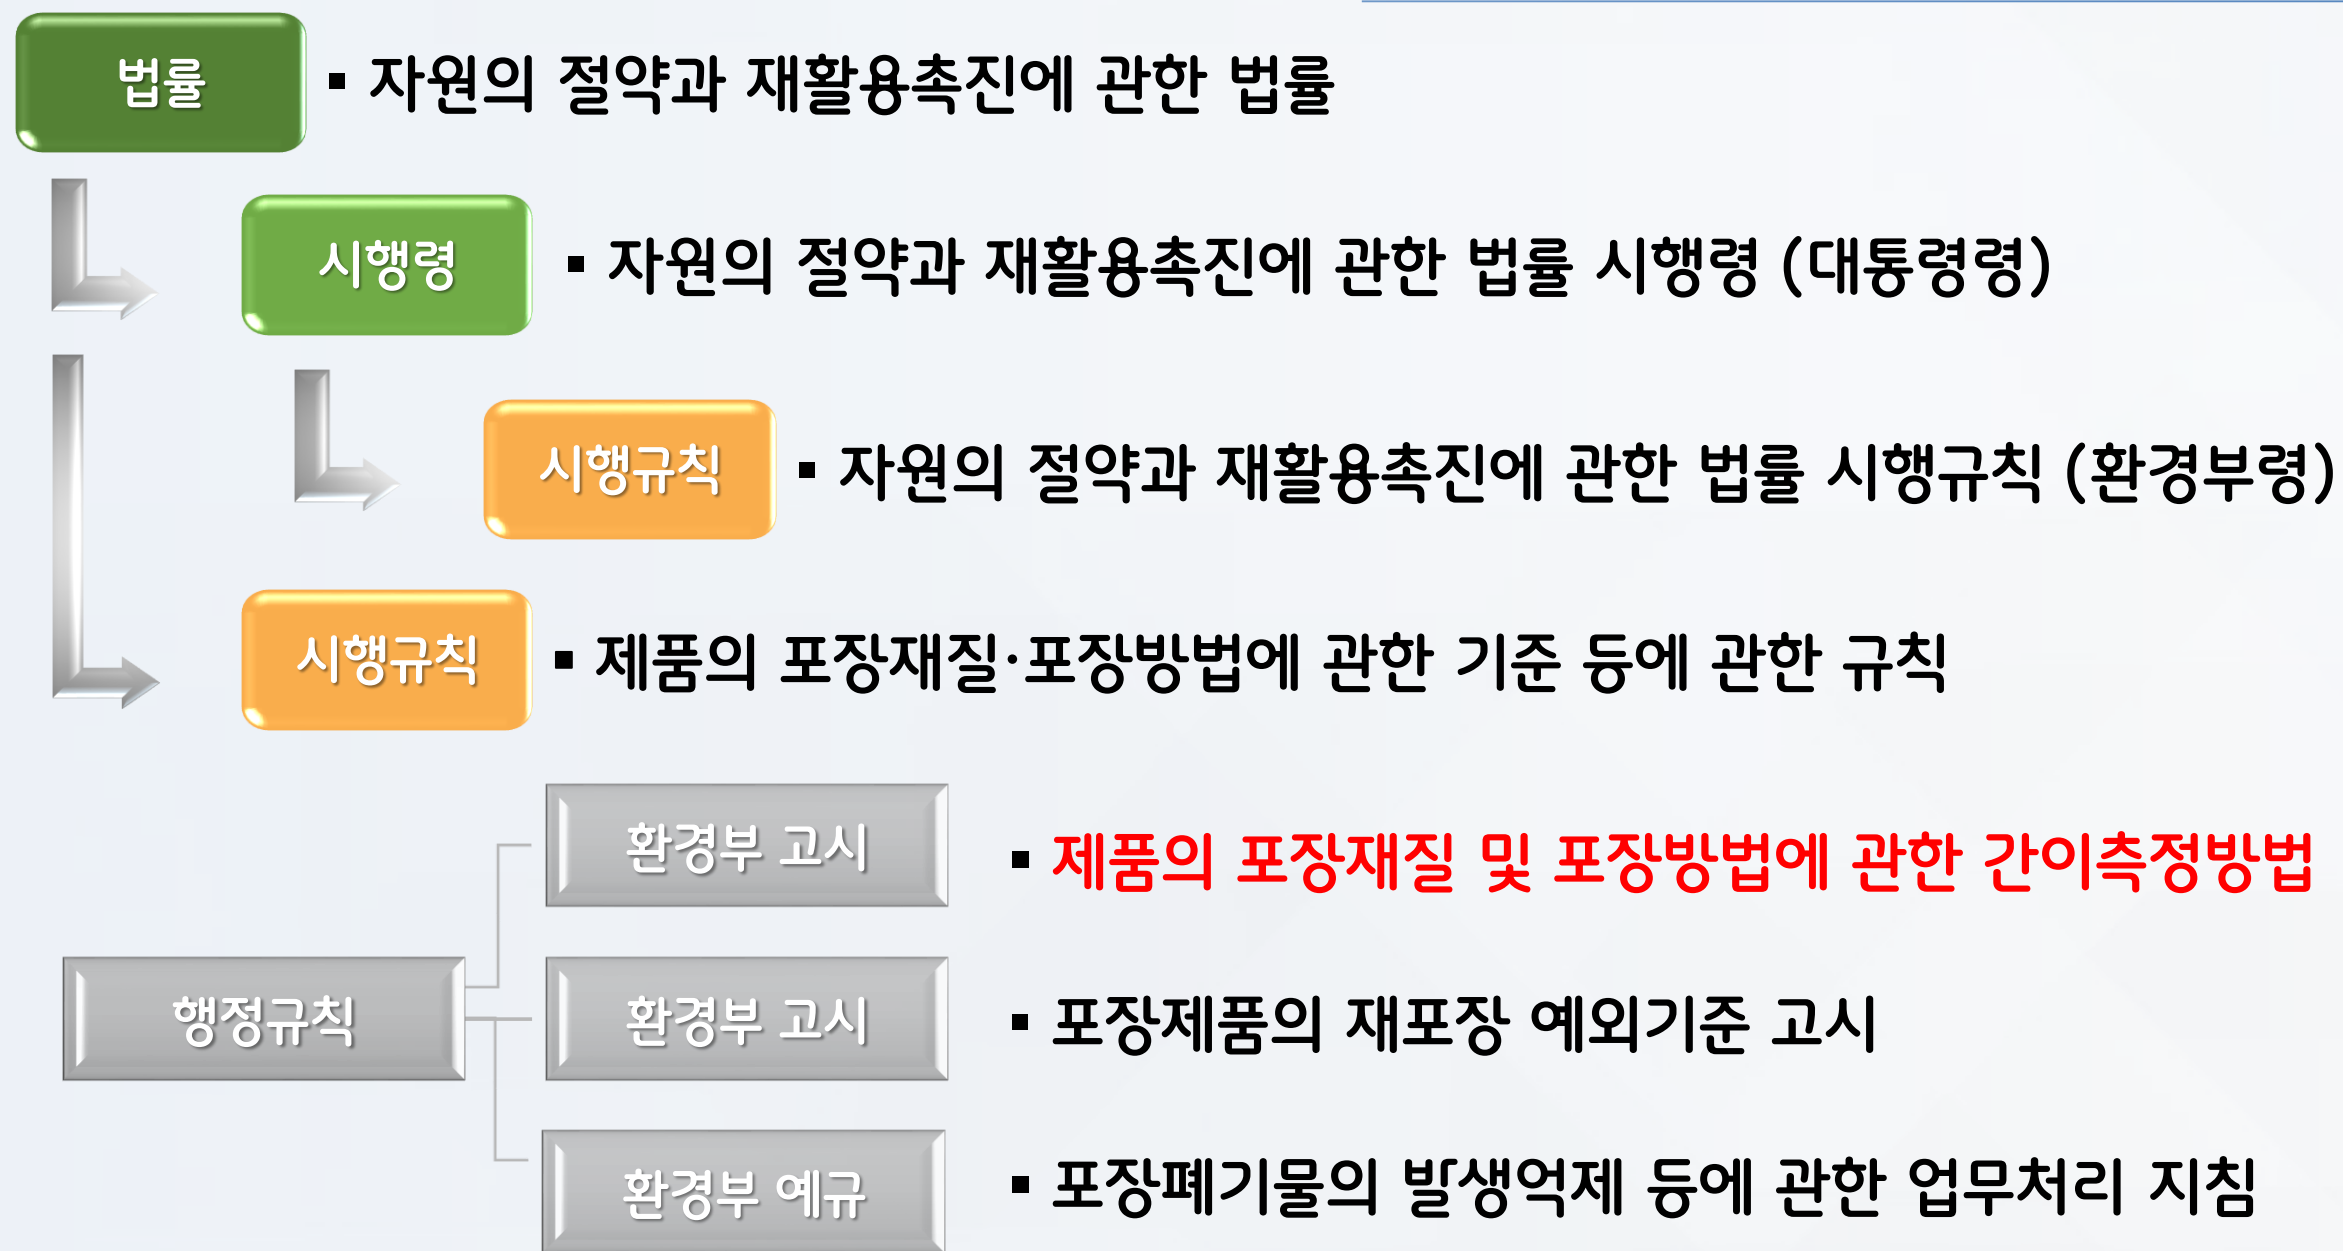 법률
▪ 자원의 절약과 재활용촉진에 관한 법률
시행령
▪ 자원의 절약과 재활용촉진에 관한 법률 시행령 (대통령령)
시행규칙
▪ 자원의 절약과 재활용촉진에 관한 법률 시행규칙 (환경부령)
시행규칙
▪ 제품의 포장재질·포장방법에 관한 기준 등에 관한 규칙
행정규칙
환경부 고시
▪ 제품의 포장재질 및 포장방법에 관한 간이측정방법
환경부 고시
▪ 포장제품의 재포장 예외기준 고시
환경부 예규
▪ 포장폐기물의 발생억제 등에 관한 업무처리 지침